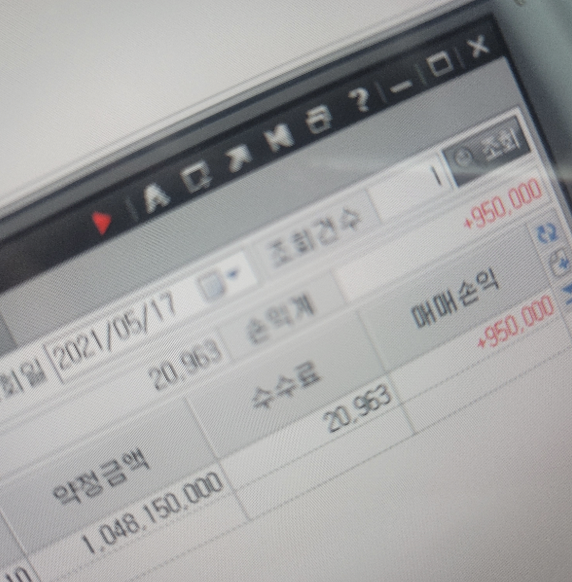 조회
회일 2021/05/17 조회건수 1
20,963 손익계 +950,000
약정금액 수수료 매매손익
10 1,048,150,000 20,963 +950,000